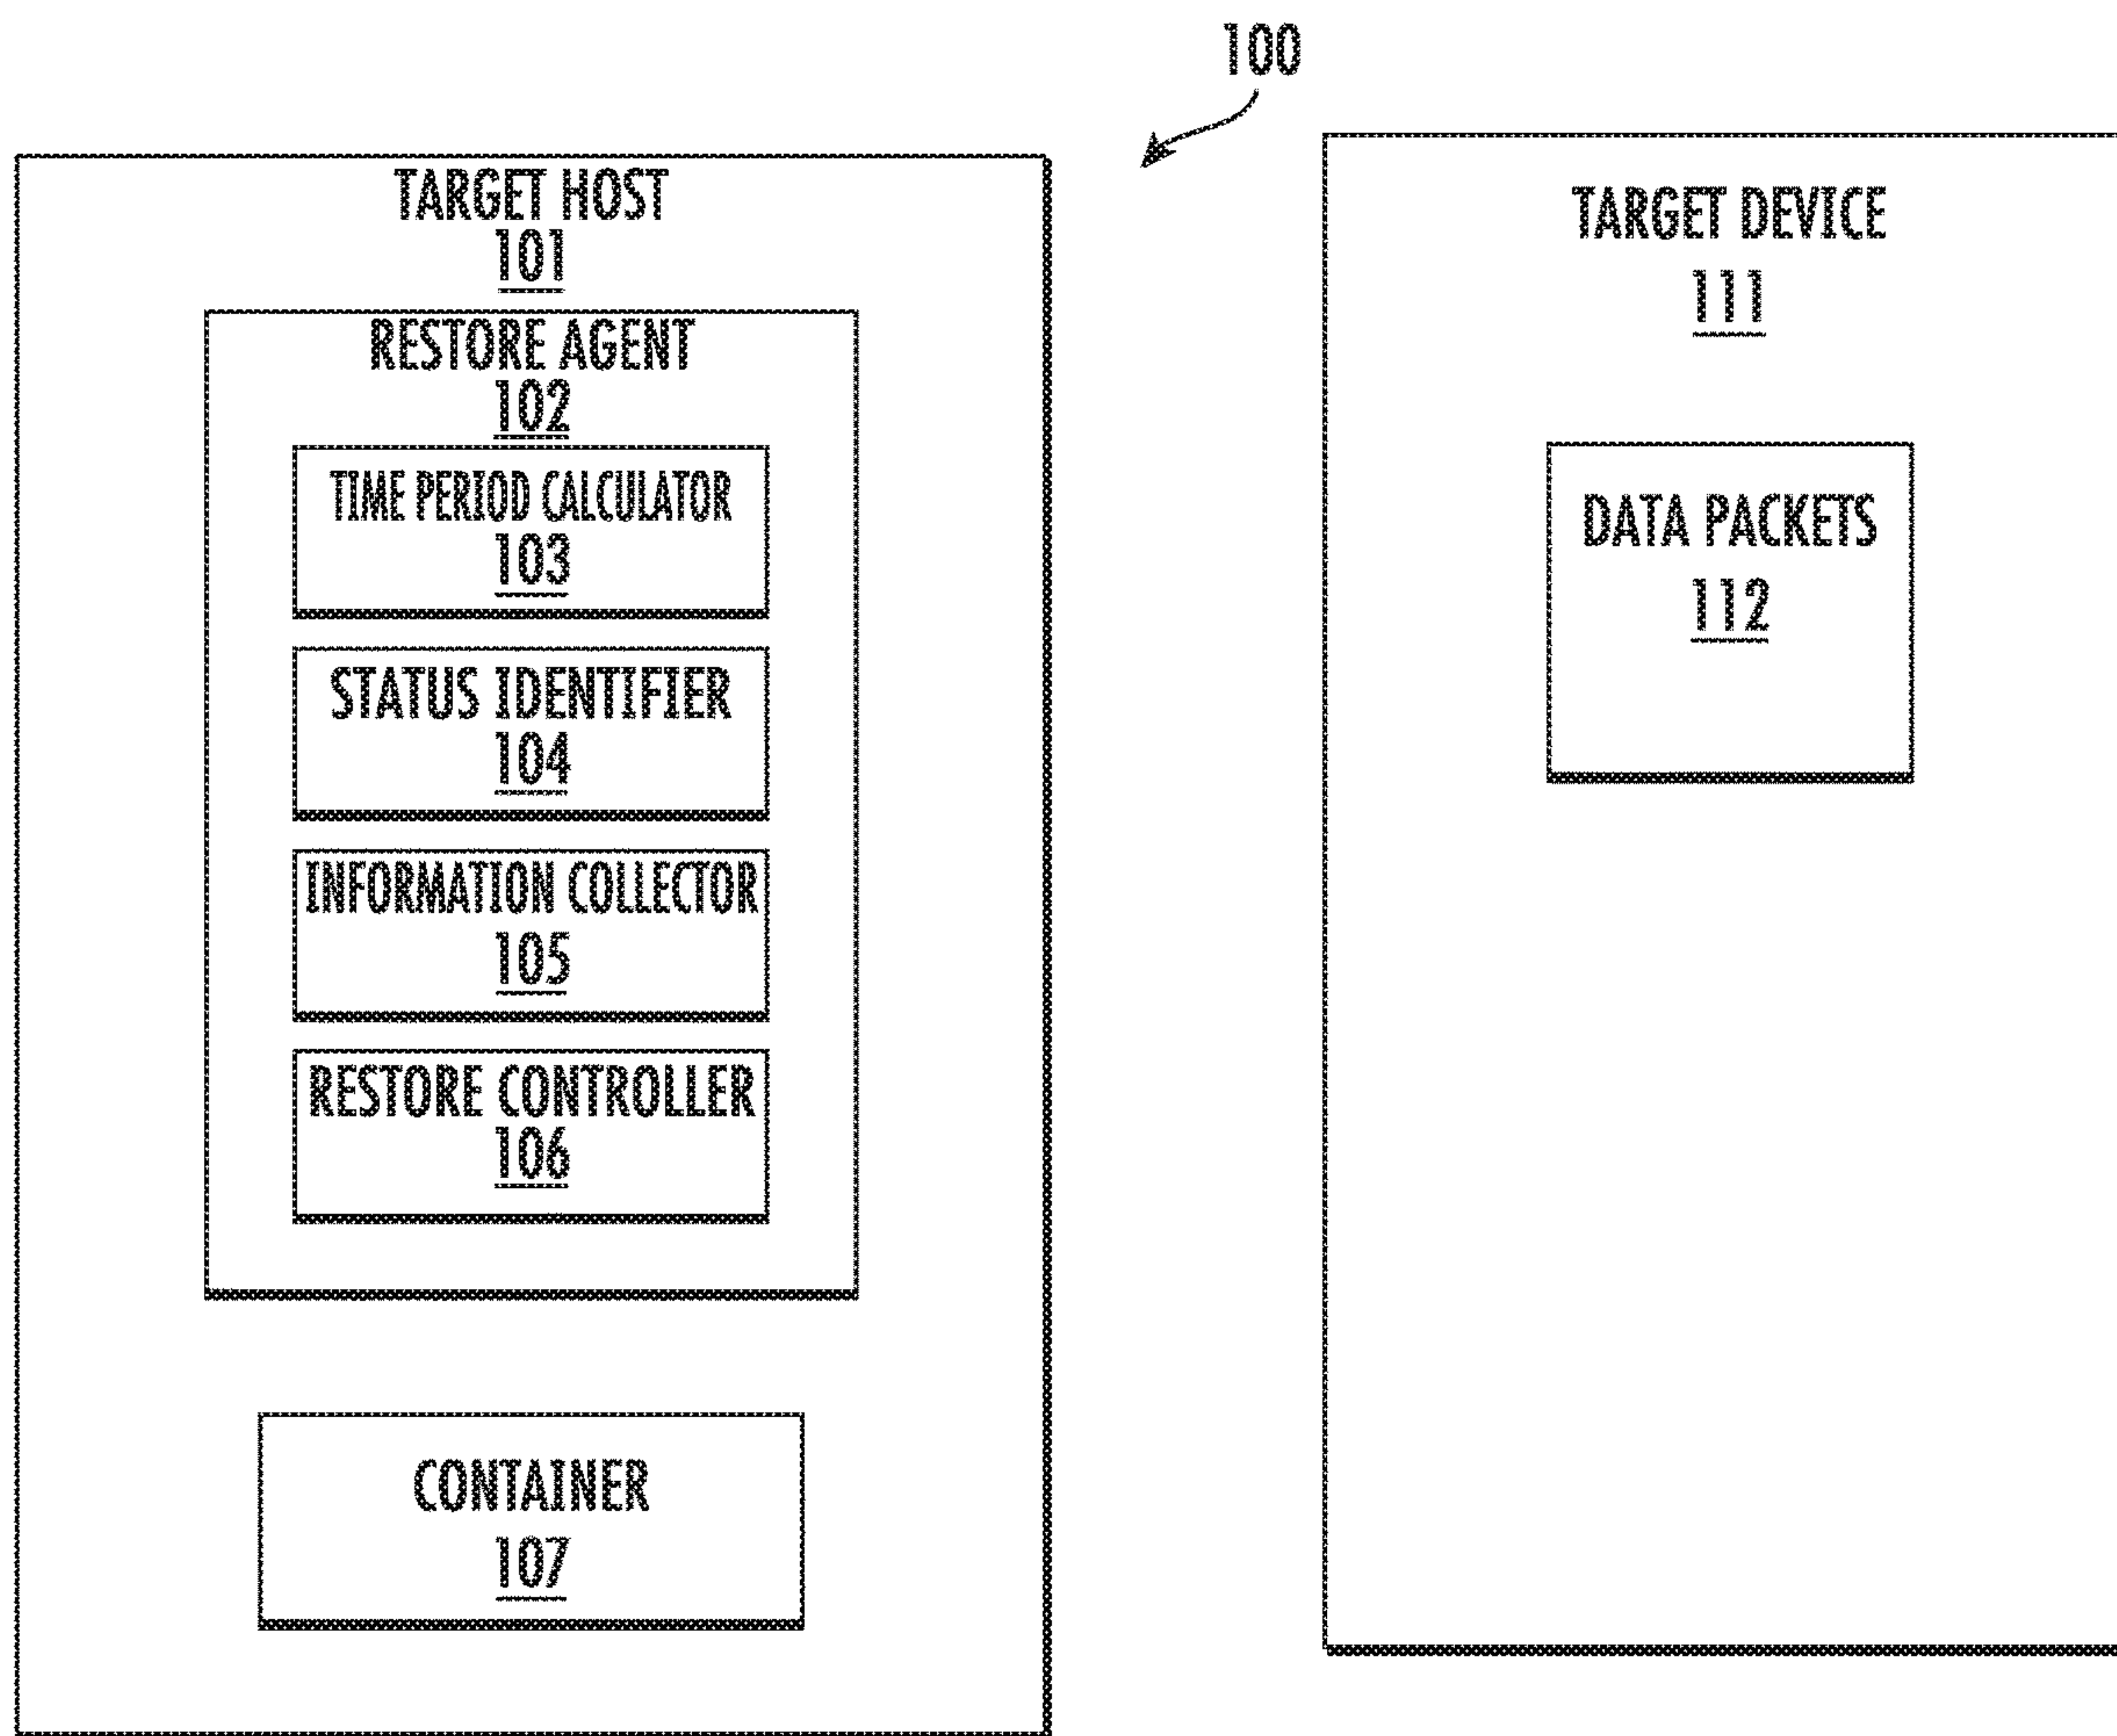 100
TARGET HOST
101
RESTORE AGENT
102
TIME PERIOD CALCULATOR
103
STATUS IDENTIFIER
104
INFORMATION COLLECTOR
105
RESTORE CONTROLLER
106
CONTAINER
107
TARGET DEVICE
111
DATA PACKETS
112